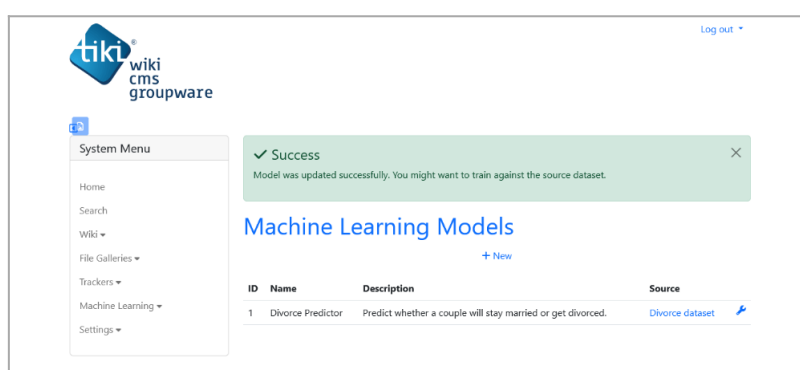 Log out
tiki®
wiki
cms
groupware
System Menu
Home
Search
Wiki
File Galleries
Trackers
Machine Learning
Settings
Success
Model was updated successfully. You might want to train against the source dataset.
Machine Learning Models
+ New
ID Name Description Source
1 Divorce Predictor Predict whether a couple will stay married or get divorced. Divorce dataset